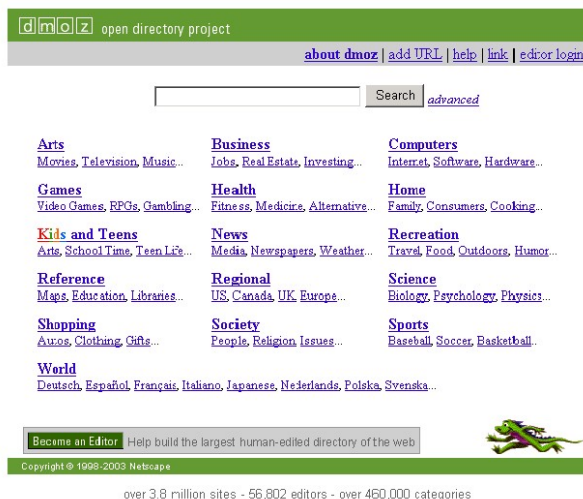 dmoz open directory project
about dmoz | add URL | help | link | editor login
Search advanced
Arts Business Computers
Movies, Television, Music... Jobs, Real Estate, Investing... Internet, Software, Hardware...
Games Health Home
Video Games, RPGs, Gambling... Fitness, Medicine, Alternative... Family, Consumers, Cooking...
Kids and Teens News Recreation
Arts, School Time, Teen Life... Media, Newspapers, Weather... Travel, Food, Outdoors, Humor...
Reference Regional Science
Maps, Education, Libraries... US, Canada, UK, Europe... Biology, Psychology, Physics...
Shopping Society Sports
Autos, Clothing, Gifts... People, Religion, Issues... Baseball, Soccer, Basketball...
World
Deutsch, Español, Français, Italiano, Japanese, Nederlands, Polska, Svenska...
Become an Editor Help build the largest human-edited directory of the web
Copyright © 1998-2003 Netscape
over 3.8 million sites - 56,802 editors - over 460,000 categories